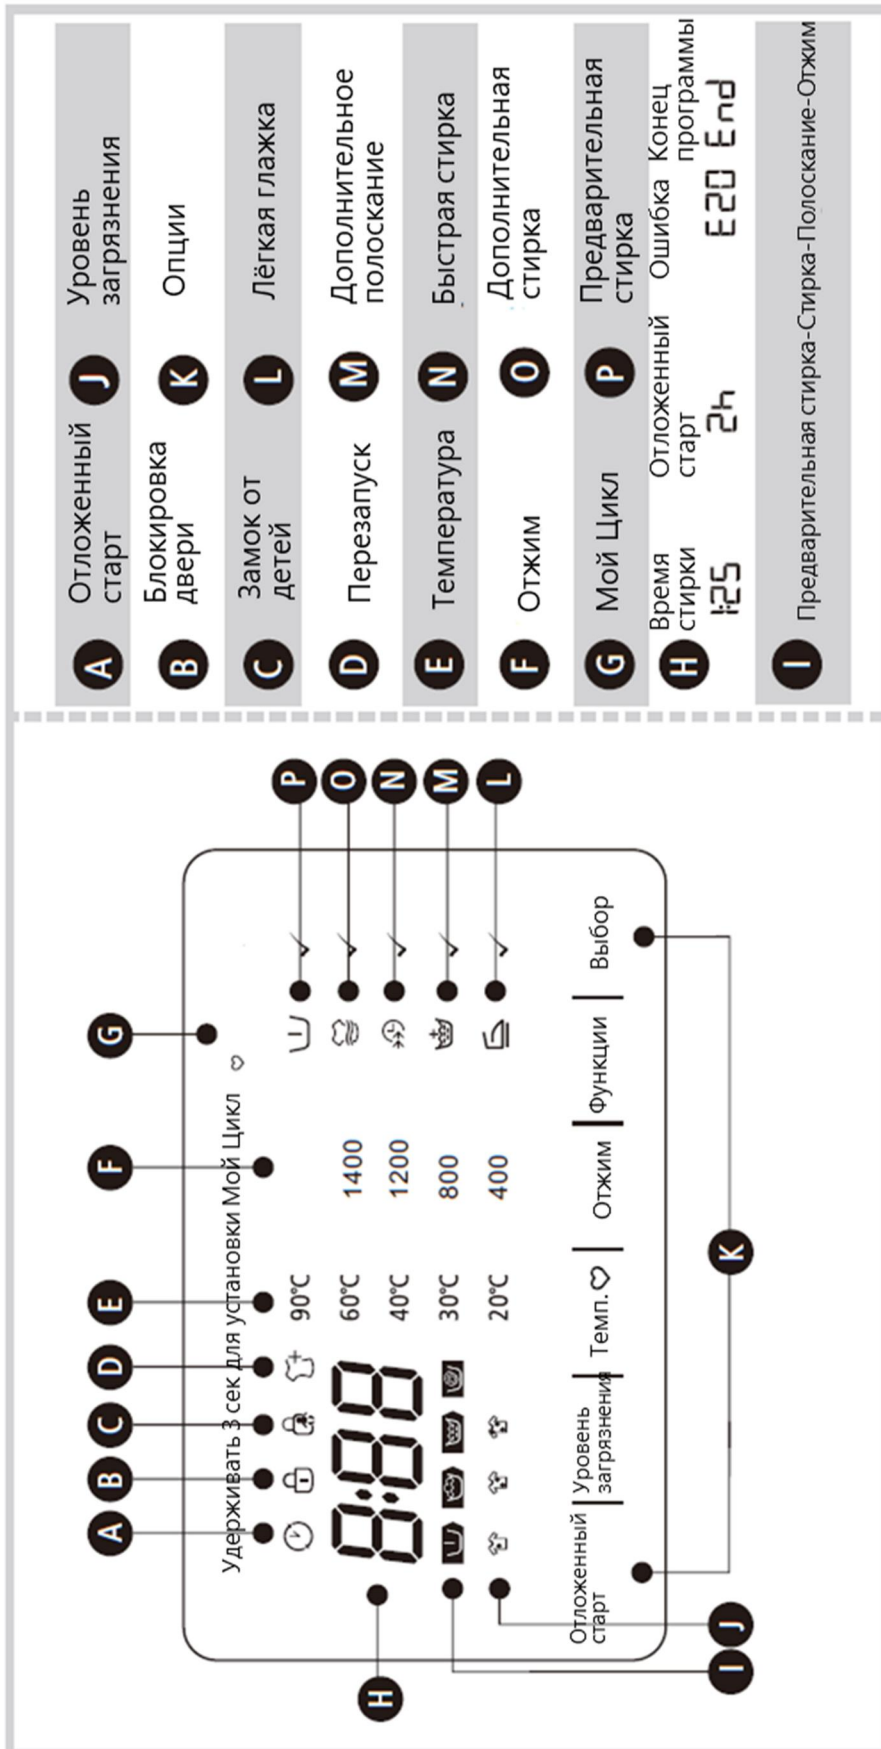 A
B
C
D
E
F
G
Удерживать 3 сек для установки Мой Цикл
90°C
60°C
1400
40°C
1200
30°C
800
20°C
400
H
P
O
N
M
L
8:88
Отложенный
старт
Уровень
загрязнения
Темп.
Отжим
Функции
Выбор
I
J
K
A
Отложенный
старт
J
Уровень
загрязнения
B
Блокировка
двери
K
Опции
C
Замок от
детей
L
Лёгкая глажка
D
Перезапуск
M
Дополнительное
полоскание
E
Температура
N
Быстрая стирка
F
Отжим
O
Дополнительная
стирка
G
Мой Цикл
P
Предварительная
стирка
H
Время
стирки
1:25
Отложенный
старт
2h
Ошибка
E20
Конец
программы
End
I
Предварительная стирка-Стирка-Полоскание-Отжим